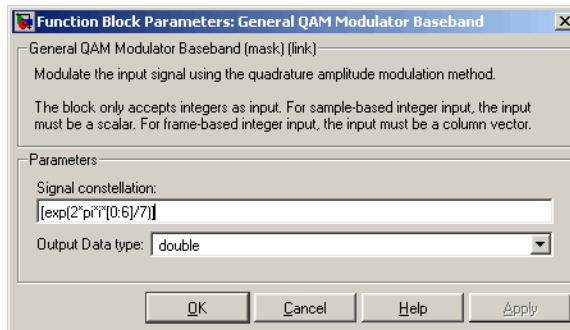 Function Block Parameters: General QAM Modulator Baseband
General QAM Modulator Baseband (mask) (link)
Modulate the input signal using the quadrature amplitude modulation method.
The block only accepts integers as input. For sample-based integer input, the input
must be a scalar. For frame-based integer input, the input must be a column vector.
Parameters
Signal constellation:
[exp(2*pi*i*[0:6]/7)]
Output Data type: double
OK Cancel Help Apply